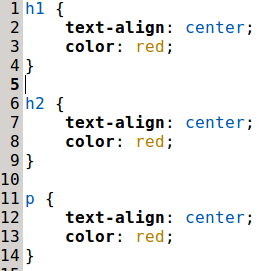 1 h1 {
2     text-align: center;
3     color: red;
4 }
5
6 h2 {
7     text-align: center;
8     color: red;
9 }
10
11 p {
12     text-align: center;
13     color: red;
14 }